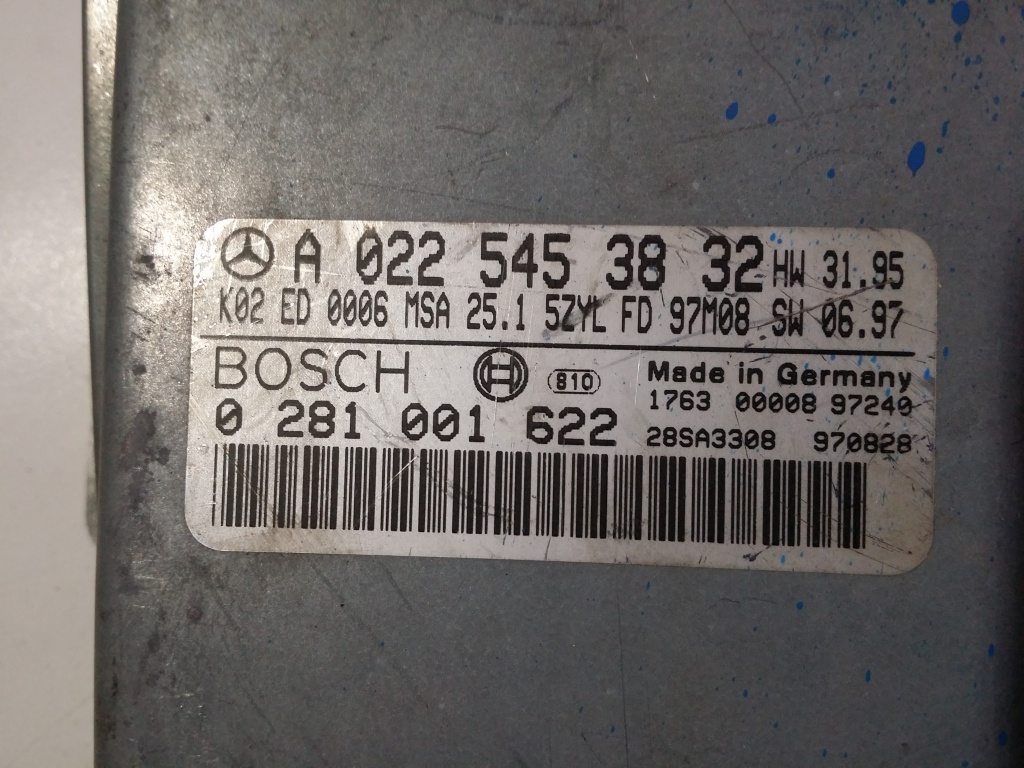 A 022 545 38 32 HW 31.95
K02 ED 0006 MSA 25.1 5ZYL FD 97M08 SW 06.97
BOSCH 810 Made in Germany
1763 00008 97240
0 281 001 622 28SA3308 970828